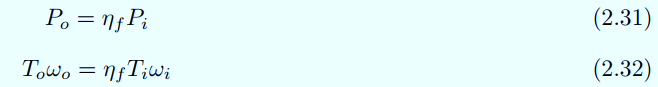 P_o = η_f P_i (2.31)
T_o ω_o = η_f T_i ω_i (2.32)